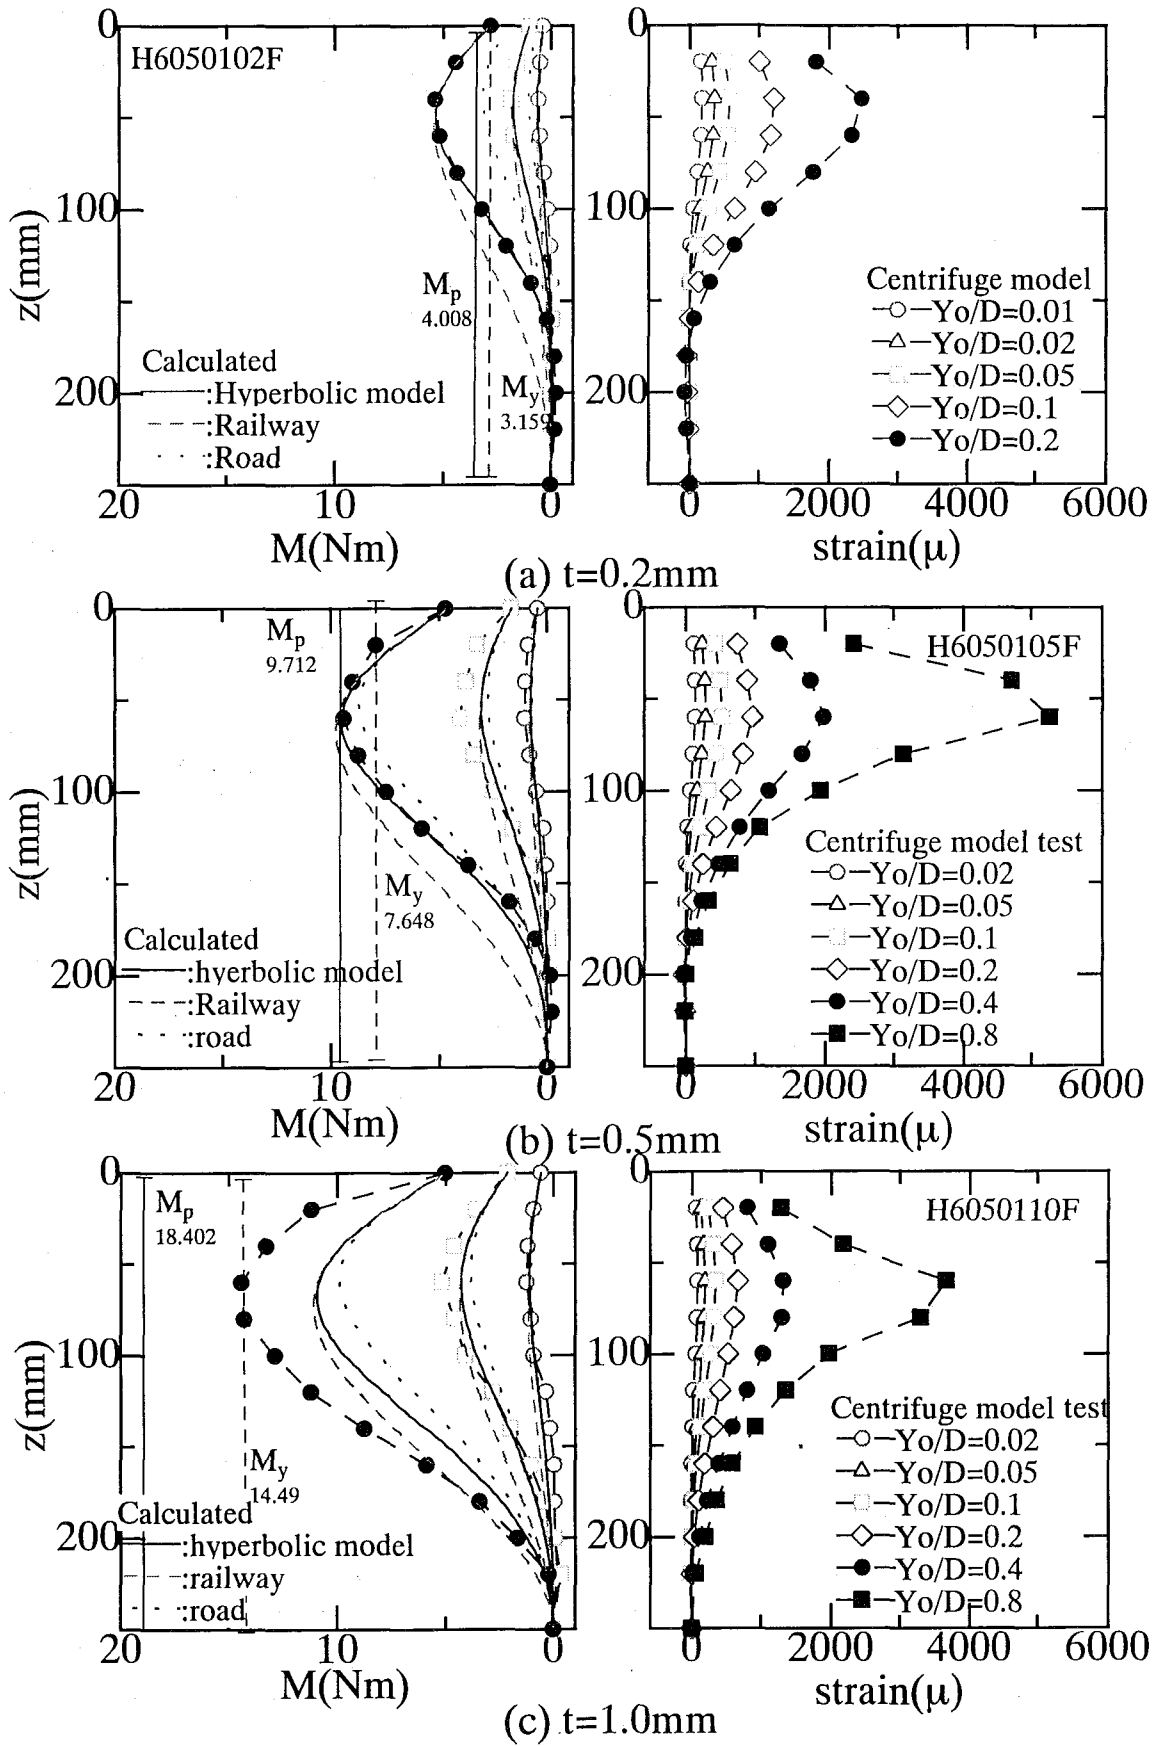 0
H6050102F
100
z(mm)
M
p
4.008
Calculated
:Hyperbolic model
:Railway
:Road
200
M
y
3.159
20
10
0
M(Nm)
0
100
200
Centrifuge model
Yo/D=0.01
Yo/D=0.02
Yo/D=0.05
Yo/D=0.1
Yo/D=0.2
0
2000
4000
6000
strain(μ)
(a) t=0.2mm
0
M
p
9.712
100
z(mm)
M
y
7.648
Calculated
:hyerbolic model
:Railway
:road
200
10
0
M(Nm)
0
H6050105F
100
200
Centrifuge model test
Yo/D=0.02
Yo/D=0.05
Yo/D=0.1
Yo/D=0.2
Yo/D=0.4
Yo/D=0.8
0
2000
4000
6000
strain(μ)
(b) t=0.5mm
0
M
p
18.402
100
z(mm)
M
y
14.49
Calculated
:hyperbolic model
:railway
:road
200
20
10
0
M(Nm)
0
H6050110F
100
200
Centrifuge model test
Yo/D=0.02
Yo/D=0.05
Yo/D=0.1
Yo/D=0.2
Yo/D=0.4
Yo/D=0.8
0
2000
4000
6000
strain(μ)
(c) t=1.0mm